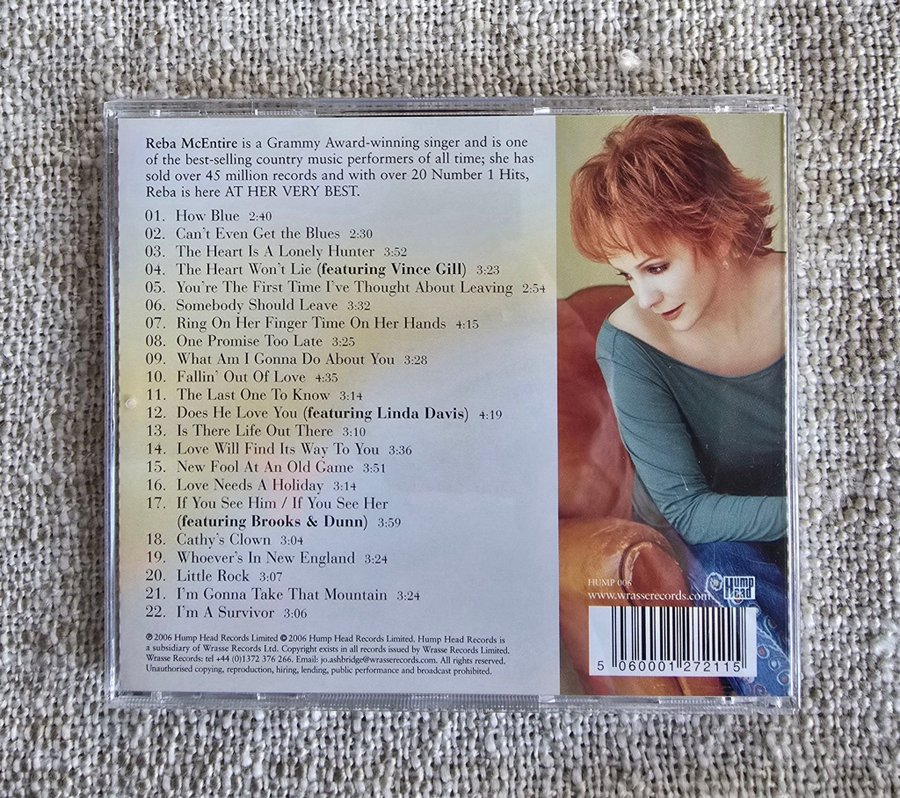 Reba McEntire is a Grammy Award-winning singer and is one
of the best-selling country music performers of all time; she has
sold over 45 million records and with over 20 Number 1 Hits,
Reba is here AT HER VERY BEST.
01. How Blue 2:40
02. Can't Even Get the Blues 2:30
03. The Heart Is A Lonely Hunter 3:52
04. The Heart Won't Lie (featuring Vince Gill) 3:23
05. You're The First Time I've Thought About Leaving 2:54
06. Somebody Should Leave 3:32
07. Ring On Her Finger Time On Her Hands 4:15
08. One Promise Too Late 3:25
09. What Am I Gonna Do About You 3:28
10. Fallin' Out Of Love 4:35
11. The Last One To Know 3:14
12. Does He Love You (featuring Linda Davis) 4:19
13. Is There Life Out There 3:10
14. Love Will Find Its Way To You 3:36
15. New Fool At An Old Game 3:51
16. Love Needs A Holiday 3:14
17. If You See Him / If You See Her
(featuring Brooks & Dunn) 3:59
18. Cathy's Clown 3:04
19. Whoever's In New England 3:24
20. Little Rock 3:07
21. I'm Gonna Take That Mountain 3:24
22. I'm A Survivor 3:06
℗ 2006 Hump Head Records Limited © 2006 Hump Head Records Limited. Hump Head Records is
a subsidiary of Wrasse Records Ltd. Copyright exists in all records issued by Wrasse Records Limited.
Wrasse Records: tel +44 (0)1372 376 266. Email: jo.ashbridge@wrasserecords.com. All rights reserved.
Unauthorised copying, reproduction, hiring, lending, public performance and broadcast prohibited.
HUMP 006
www.wrasserecords.com
Hump
Head
5 060001 272115